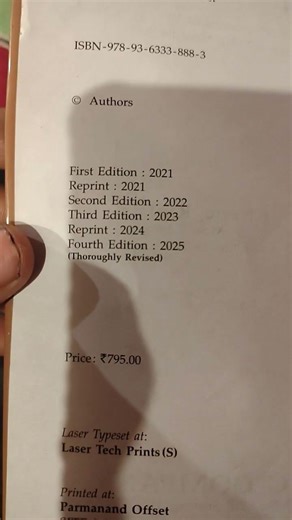 ISBN-978-93-6333-888-3
© Authors
First Edition : 2021
Reprint : 2021
Second Edition : 2022
Third Edition : 2023
Reprint : 2024
Fourth Edition : 2025
(Thoroughly Revised)
Price: ₹795.00
Laser Typeset at:
Laser Tech Prints (S)
Printed at:
Parmanand Offset